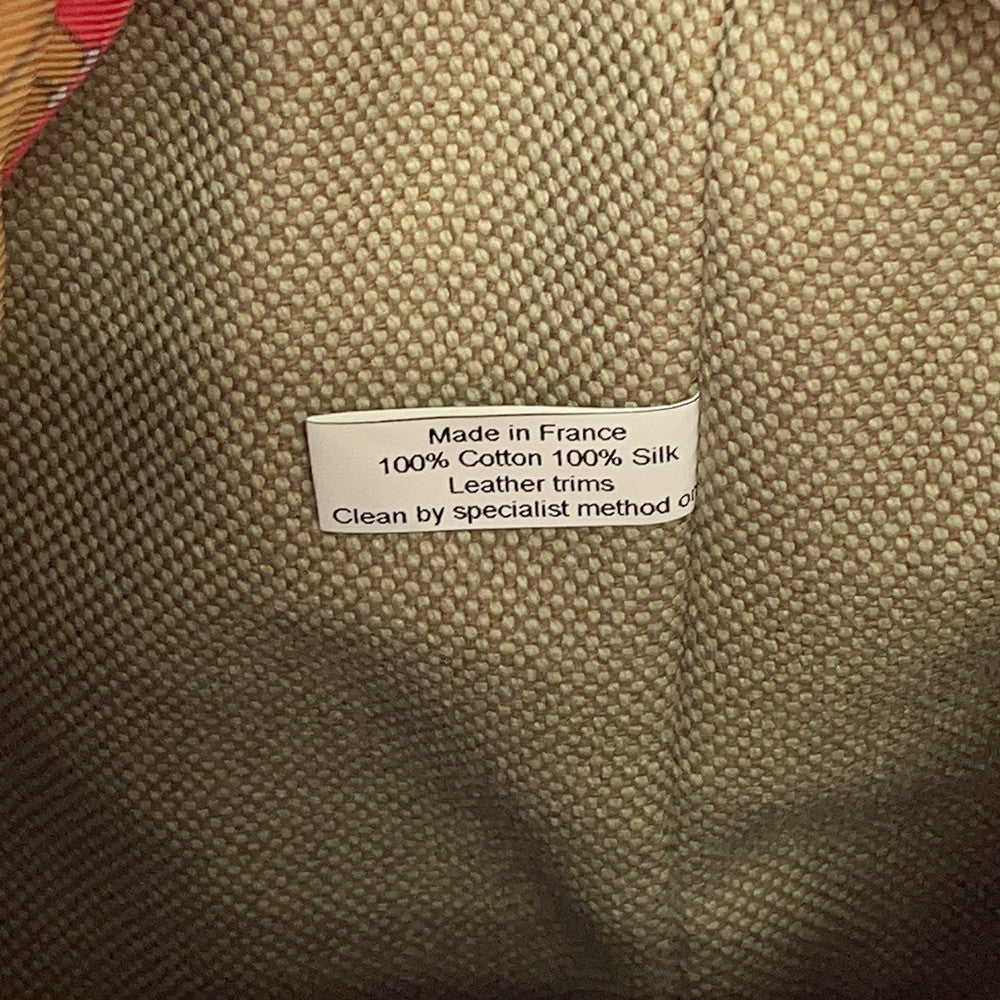 Made in France
100% Cotton 100% Silk
Leather trims
Clean by specialist method